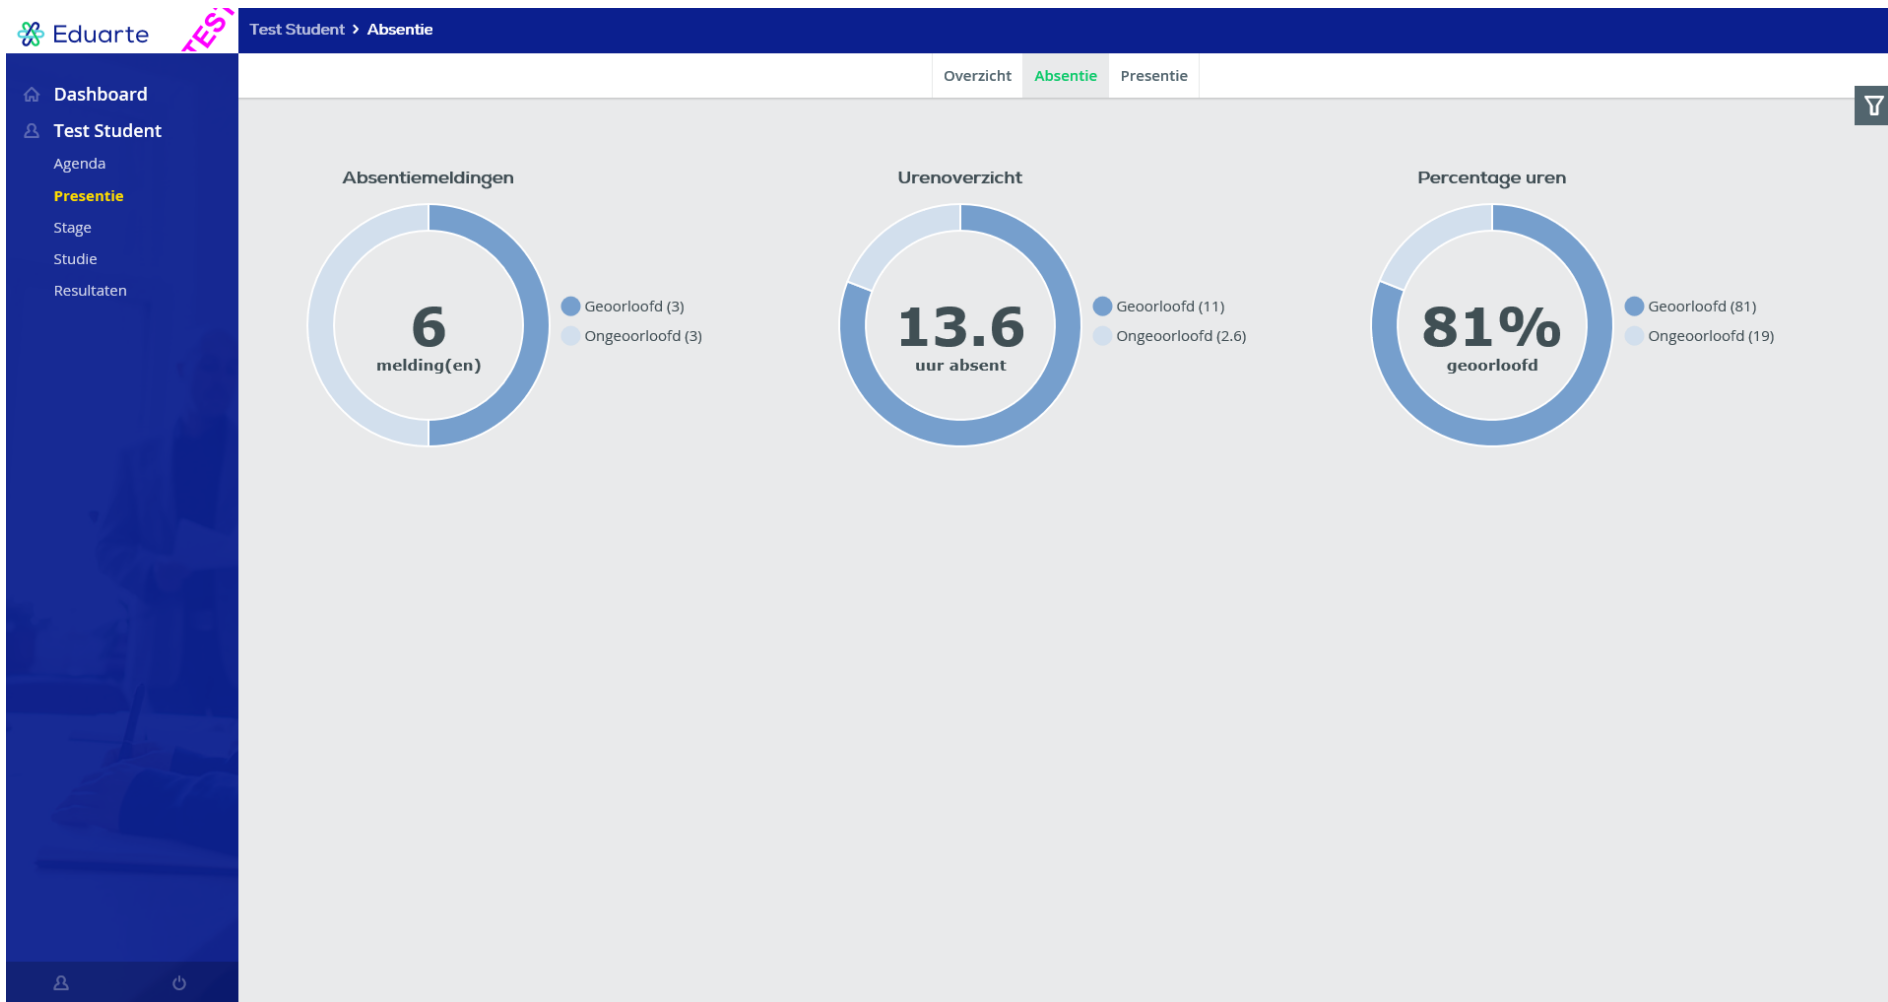 Eduarte
TEST
Test Student > Absentie
Overzicht Absentie Presentie
Dashboard
Test Student
Agenda
Presentie
Stage
Studie
Resultaten
Absentiemeldingen
6
melding(en)
Geoorloofd (3)
Ongeoorloofd (3)
Urenoverzicht
13.6
uur absent
Geoorloofd (11)
Ongeoorloofd (2.6)
Percentage uren
81%
geoorloofd
Geoorloofd (81)
Ongeoorloofd (19)